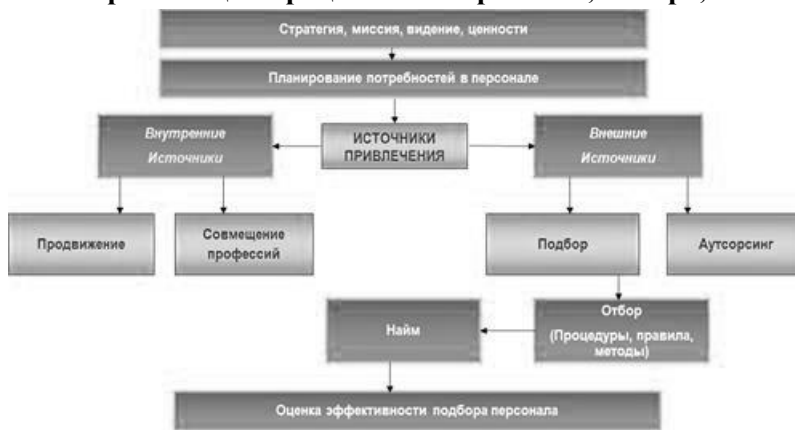 Стратегия, миссия, видение, ценности
Планирование потребностей в персонале
Внутренние
Источники
ИСТОЧНИКИ
ПРИВЛЕЧЕНИЯ
Внешние
Источники
Продвижение
Совмещение
профессий
Подбор
Аутсорсинг
Найм
Отбор
(Процедуры, правила,
методы)
Оценка эффективности подбора персонала